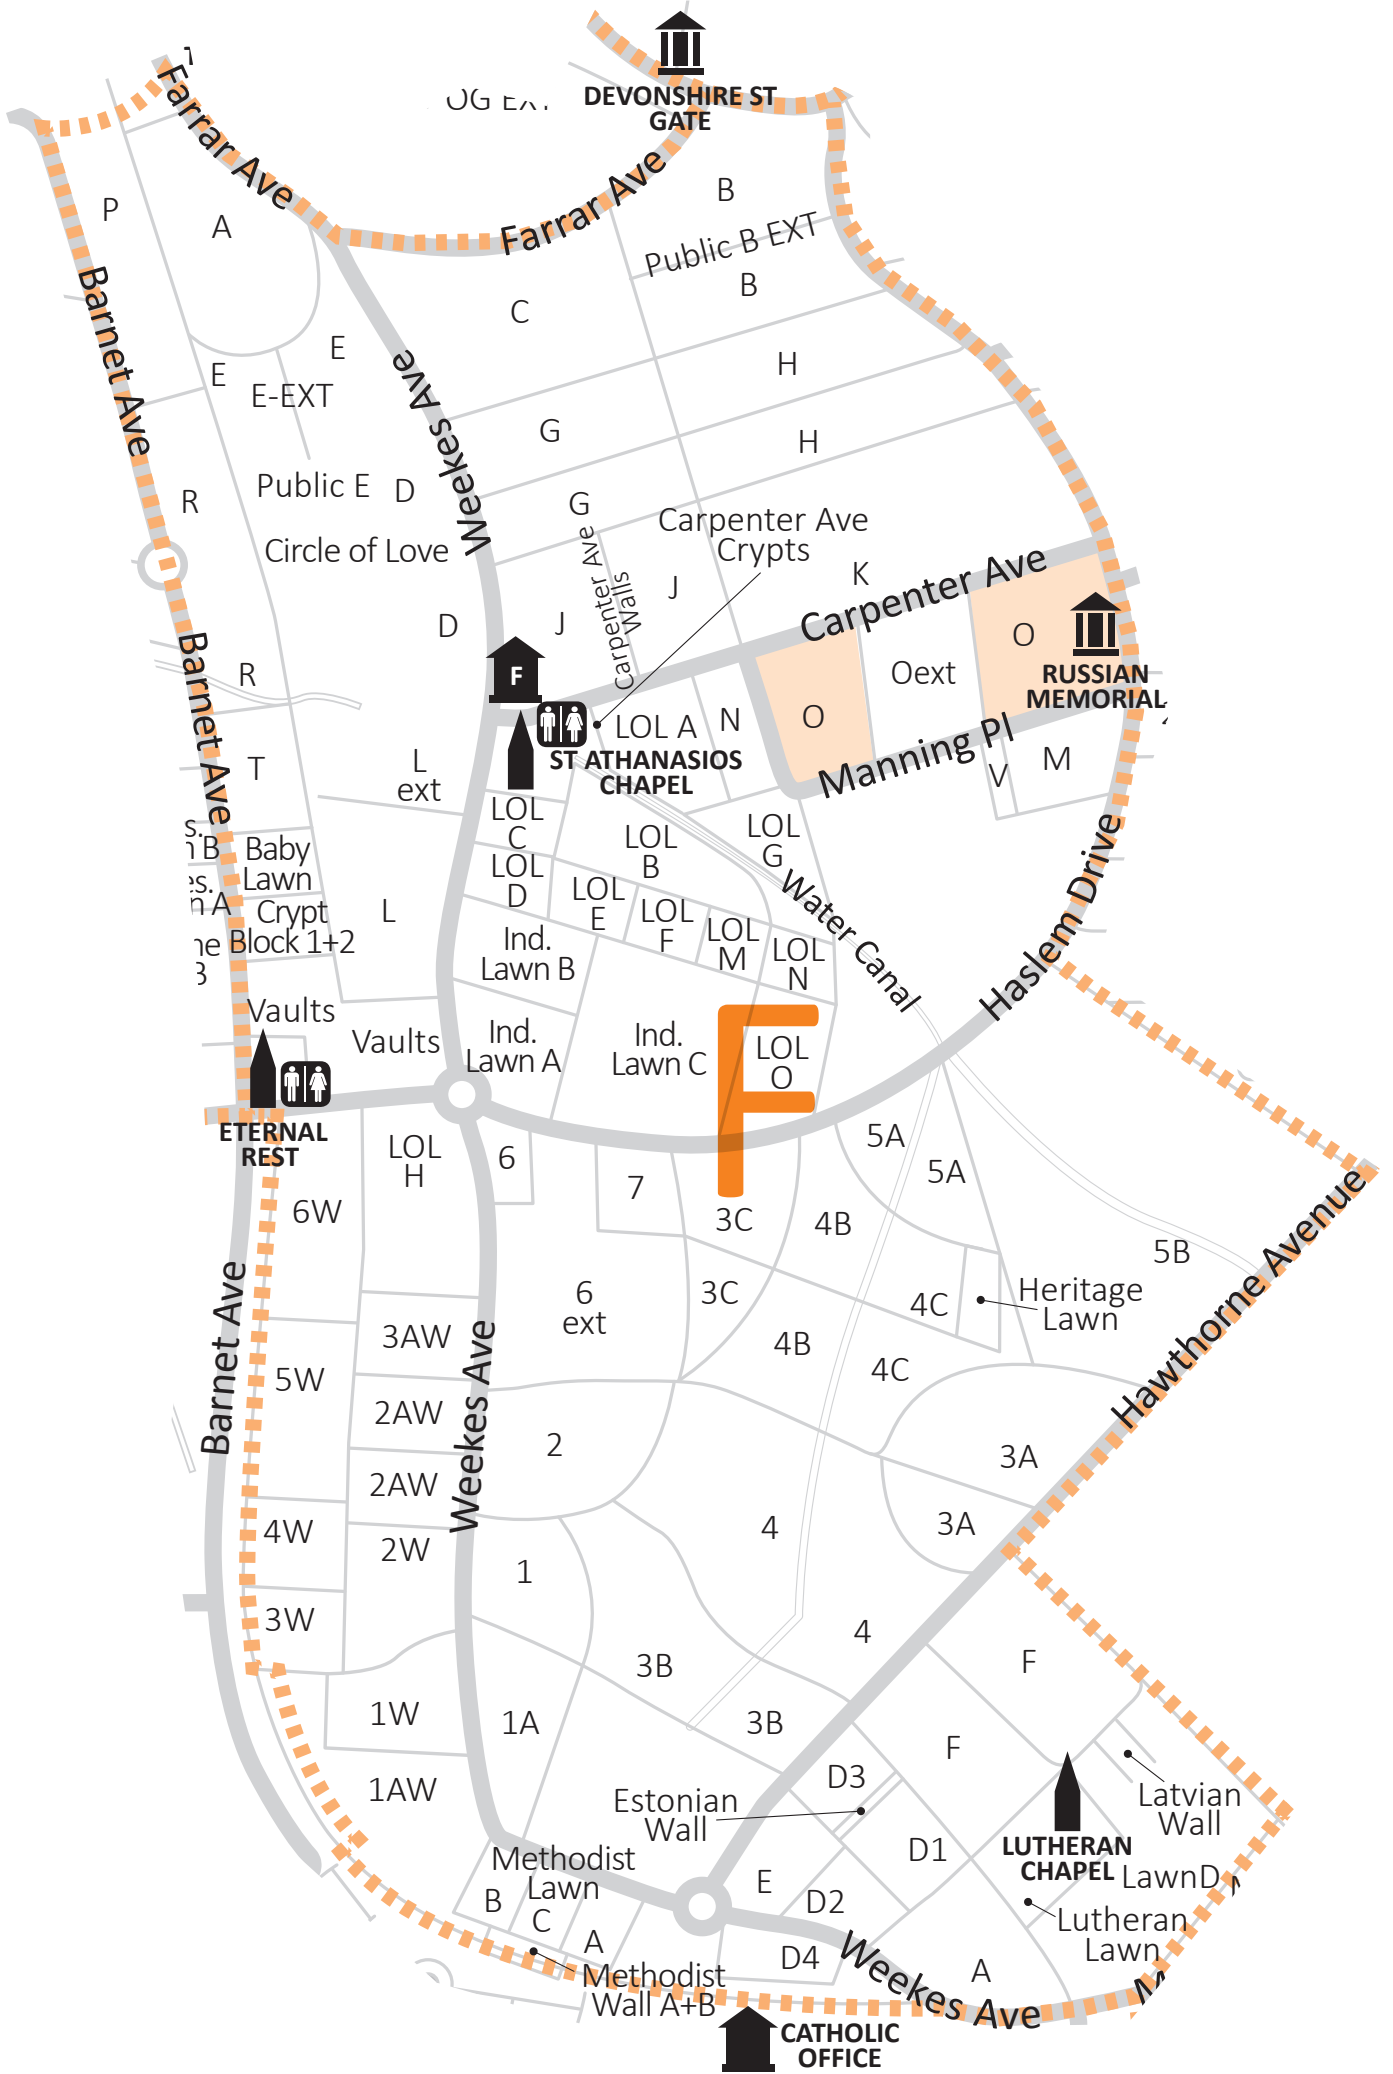 DEVONSHIRE ST
GATE
OG EXT
Farrar Ave
Farrar Ave
P
A
B
Public B EXT
B
Barnet Ave
C
E
E
E-EXT
H
Weekes Ave
G
H
R
Public E
D
G
Carpenter Ave
Crypts
Circle of Love
Carpenter Ave
Walls
J
K
Carpenter Ave
D
J
F
O
Oext
RUSSIAN
MEMORIAL
Barnet Ave
R
LOL A
N
O
ST ATHANASIOS
CHAPEL
Manning Pl
V
M
T
L
ext
LOL
C
LOL
B
LOL
G
Baby
Lawn
LOL
D
LOL
E
LOL
F
LOL
M
LOL
N
Water Canal
Haslem Drive
Crypt
Block 1+2
L
Ind.
Lawn B
Vaults
Vaults
Ind.
Lawn A
Ind.
Lawn C
F
LOL
O
ETERNAL
REST
LOL
H
6
7
5A
5A
6W
3C
4B
5B
Hawthorne Avenue
Barnet Ave
6
ext
3C
4C
Heritage
Lawn
3AW
4B
4C
5W
Weekes Ave
2AW
2
3A
2AW
4W
2W
4
3A
1
3W
4
3B
F
1W
1A
3B
F
1AW
D3
Estonian
Wall
Latvian
Wall
D1
LUTHERAN
CHAPEL
LawnD
Methodist
Lawn
B
C
A
E
D2
Lutheran
Lawn
D4
Weekes Ave
A
Methodist
Wall A+B
CATHOLIC
OFFICE